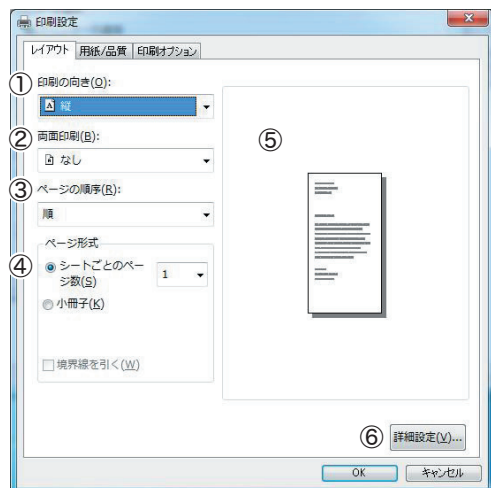 印刷設定
レイアウト 用紙/品質 印刷オプション
① 印刷の向き(O):
縦
② 両面印刷(B):
なし
⑤
③ ページの順序(R):
順
ページ形式
④ シートごとのペー
ジ数(S)
1
小冊子(K)
境界線を引く(W)
⑥ 詳細設定(V)...
OK キャンセル